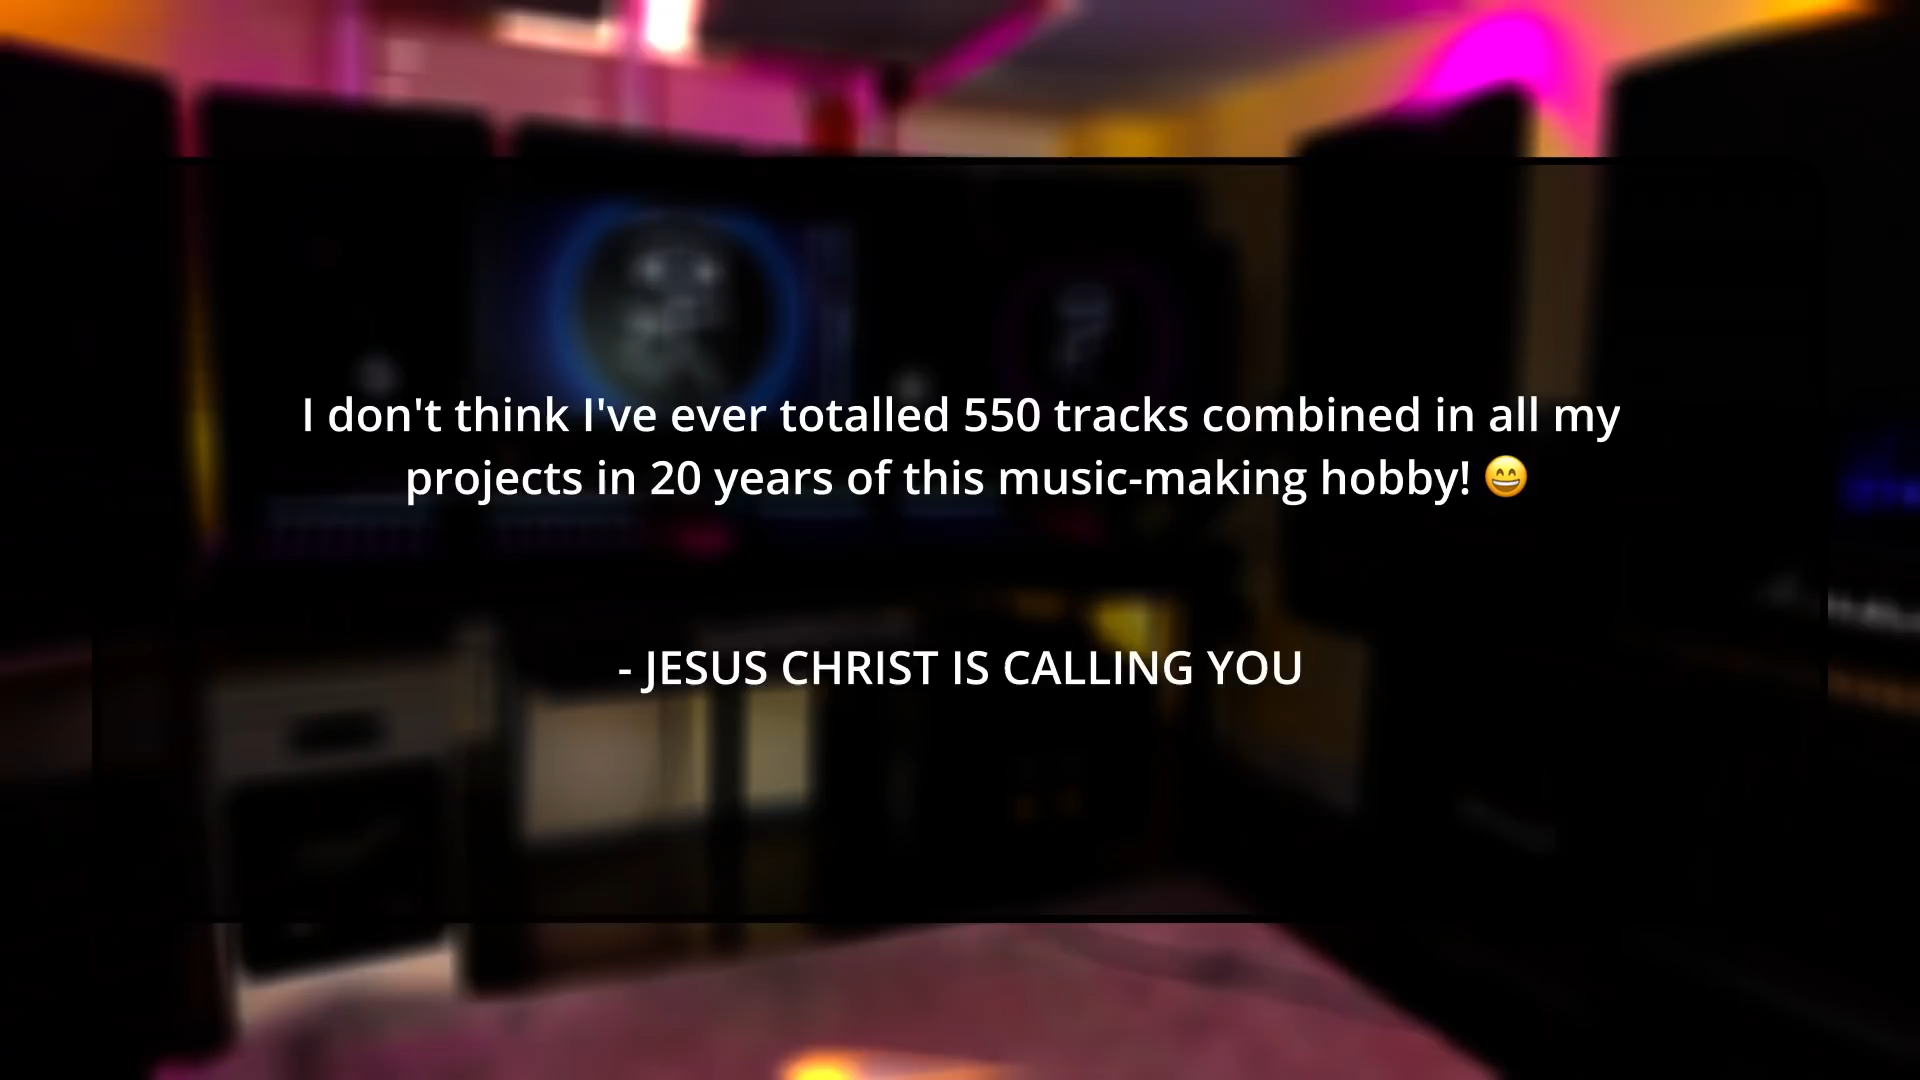 I don't think I've ever totalled 550 tracks combined in all my
projects in 20 years of this music-making hobby! 😄
- JESUS CHRIST IS CALLING YOU